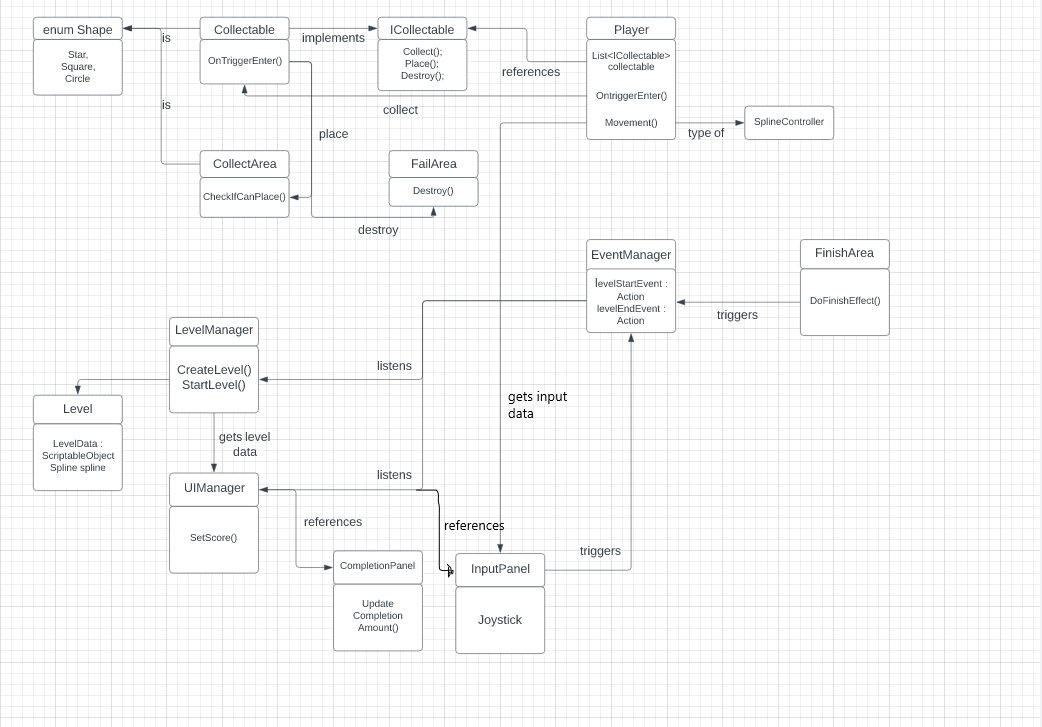 enum Shape
Star,
Square,
Circle
is
is
Collectable
OnTriggerEnter()
implements
ICollectable
Collect();
Place();
Destroy();
references
Player
List<ICollectable>
collectable
OntriggerEnter()
Movement()
collect
type of
SplineController
place
CollectArea
CheckIfCanPlace()
FailArea
Destroy()
destroy
EventManager
levelStartEvent :
Action
levelEndEvent :
Action
FinishArea
DoFinishEffect()
triggers
LevelManager
CreateLevel()
StartLevel()
listens
gets input
data
Level
LevelData :
ScriptableObject
Spline spline
gets level
data
UIManager
SetScore()
listens
references
references
CompletionPanel
Update
Completion
Amount()
InputPanel
Joystick
triggers